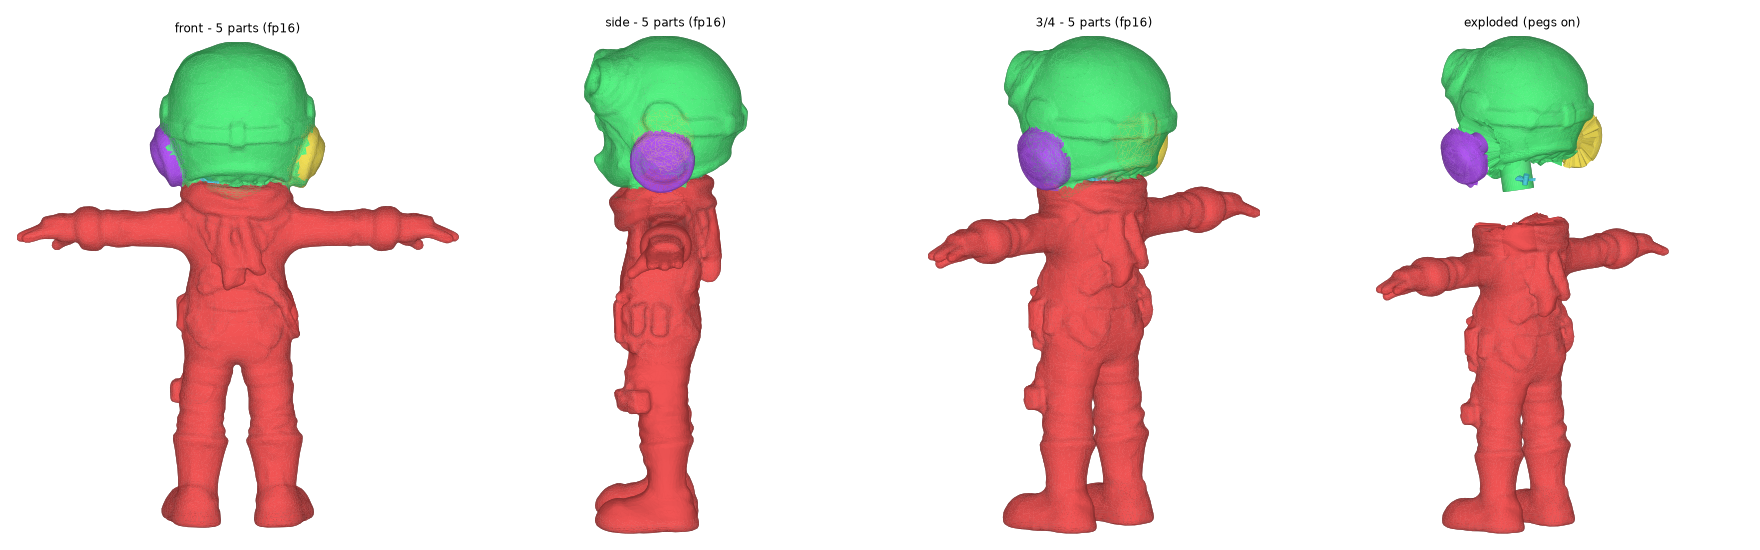 front - 5 parts (fp16)
side - 5 parts (fp16)
3/4 - 5 parts (fp16)
exploded (pegs on)